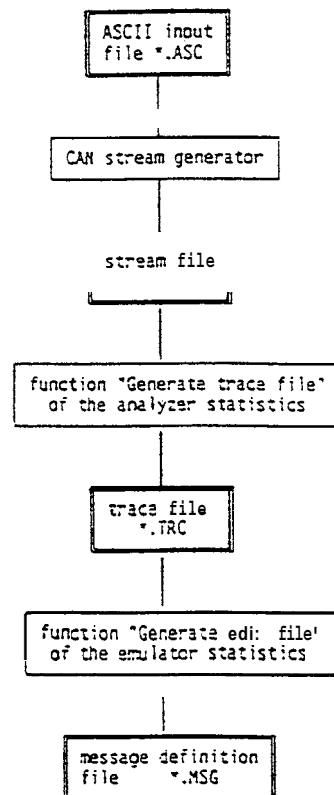 ASCII inout
file *.ASC
CAN stream generator
stream file
function "Generate trace file"
of the analyzer statistics
trace file
*.TRC
function "Generate edi: file'
of the emulator statistics
message definition
file *.MSG